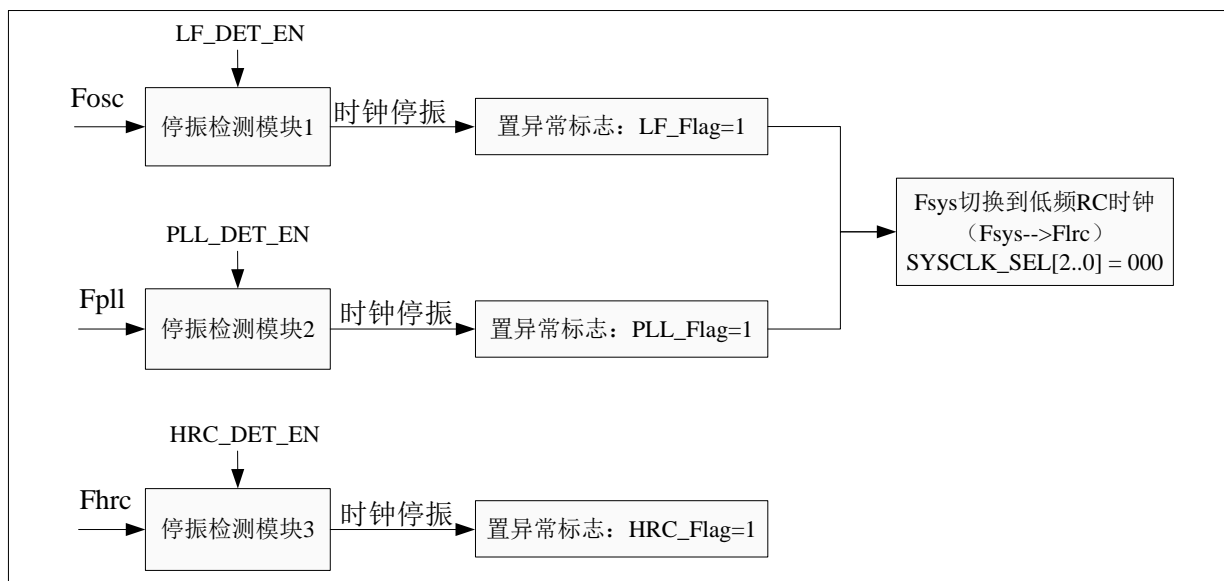 LF_DET_EN
Fosc
停振检测模块1
时钟停振
置异常标志：LF_Flag=1
Fsys切换到低频RC时钟
（Fsys-->Flrc）
SYSCLK_SEL[2..0] = 000
PLL_DET_EN
Fpll
停振检测模块2
时钟停振
置异常标志：PLL_Flag=1
HRC_DET_EN
Fhrc
停振检测模块3
时钟停振
置异常标志：HRC_Flag=1